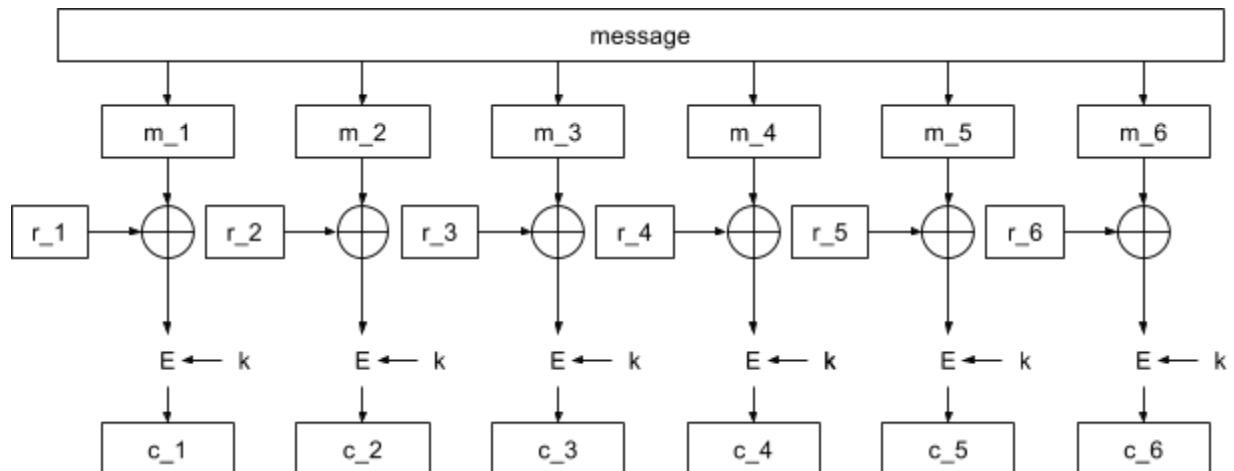 message
m_1 m_2 m_3 m_4 m_5 m_6
r_1 r_2 r_3 r_4 r_5 r_6
E k E k E k E k E k E k
c_1 c_2 c_3 c_4 c_5 c_6